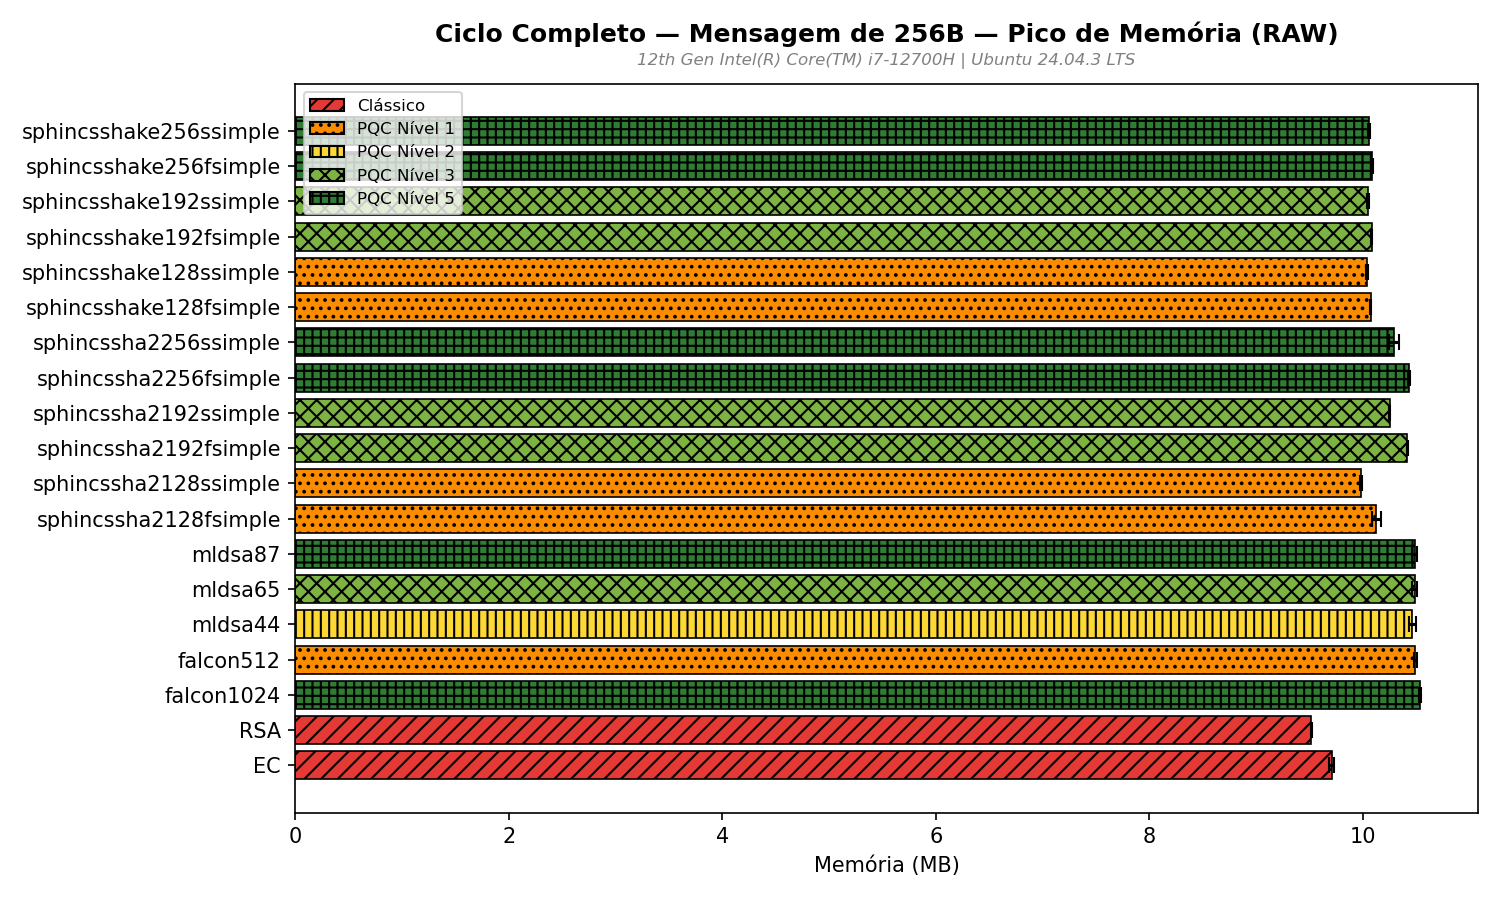 Ciclo Completo — Mensagem de 256B — Pico de Memória (RAW)
12th Gen Intel(R) Core(TM) i7-12700H | Ubuntu 24.04.3 LTS
Clássico
PQC Nível 1
PQC Nível 2
PQC Nível 3
PQC Nível 5
sphincsshake256ssimple
sphincsshake256fsimple
sphincsshake192ssimple
sphincsshake192fsimple
sphincsshake128ssimple
sphincsshake128fsimple
sphincssha2256ssimple
sphincssha2256fsimple
sphincssha2192ssimple
sphincssha2192fsimple
sphincssha2128ssimple
sphincssha2128fsimple
mldsa87
mldsa65
mldsa44
falcon512
falcon1024
RSA
EC
0 2 4 6 8 10
Memória (MB)